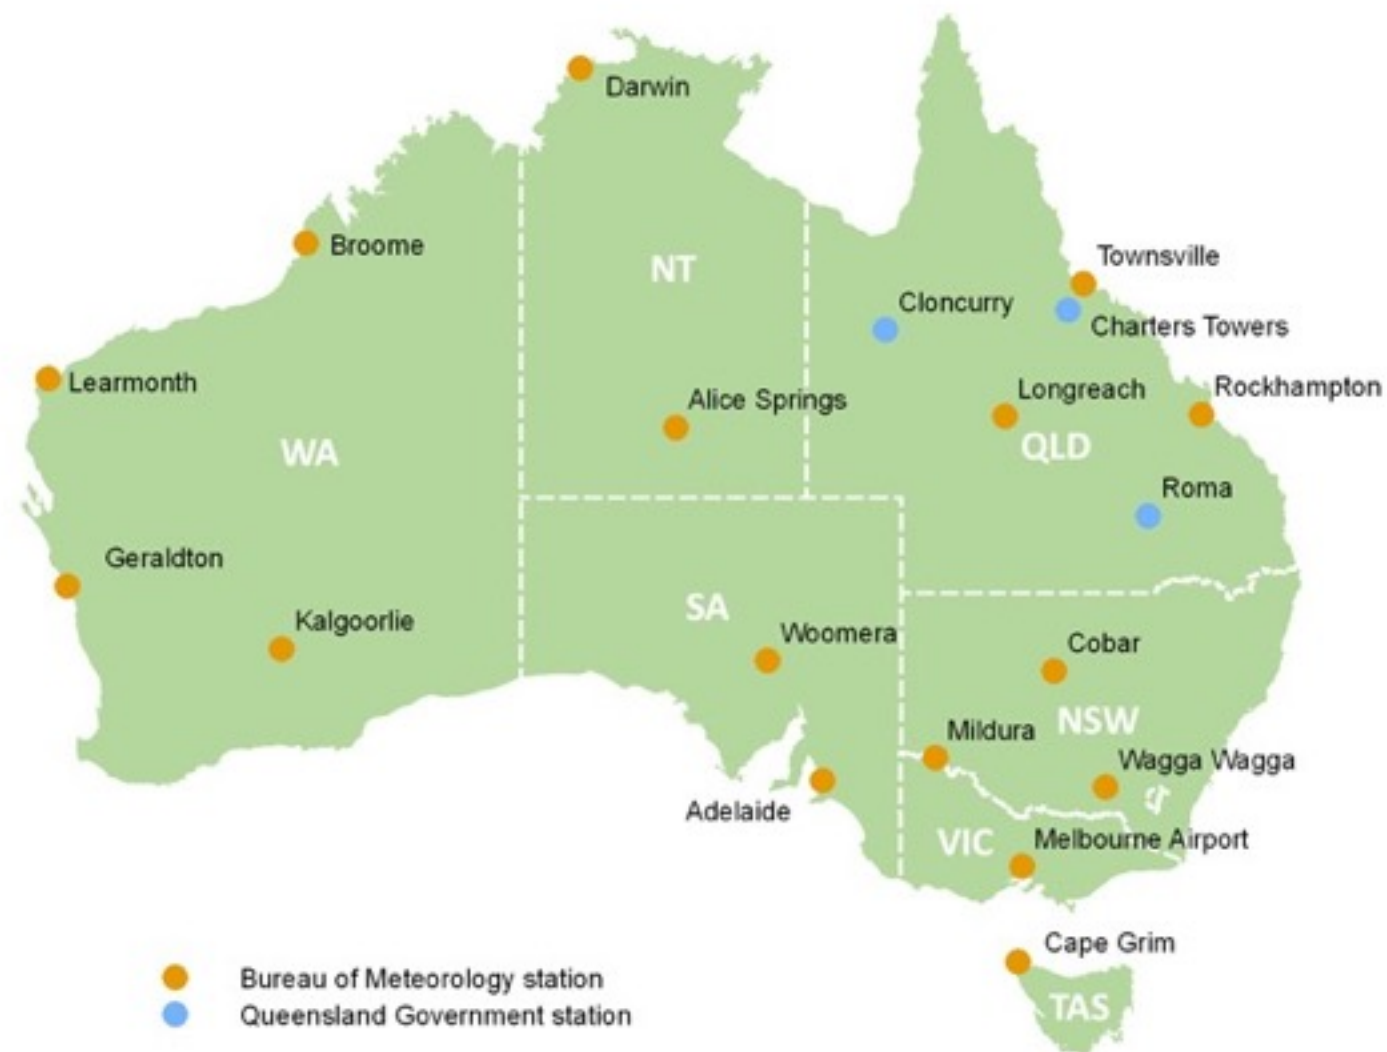 Darwin
Broome
NT
Townsville
Cloncurry
Charters Towers
Learmonth
Alice Springs
Longreach
Rockhampton
WA
QLD
Roma
Geraldton
SA
Kalgoorlie
Woomera
Cobar
NSW
Mildura
Wagga Wagga
Adelaide
VIC
Melbourne Airport
Cape Grim
TAS
Bureau of Meteorology station
Queensland Government station